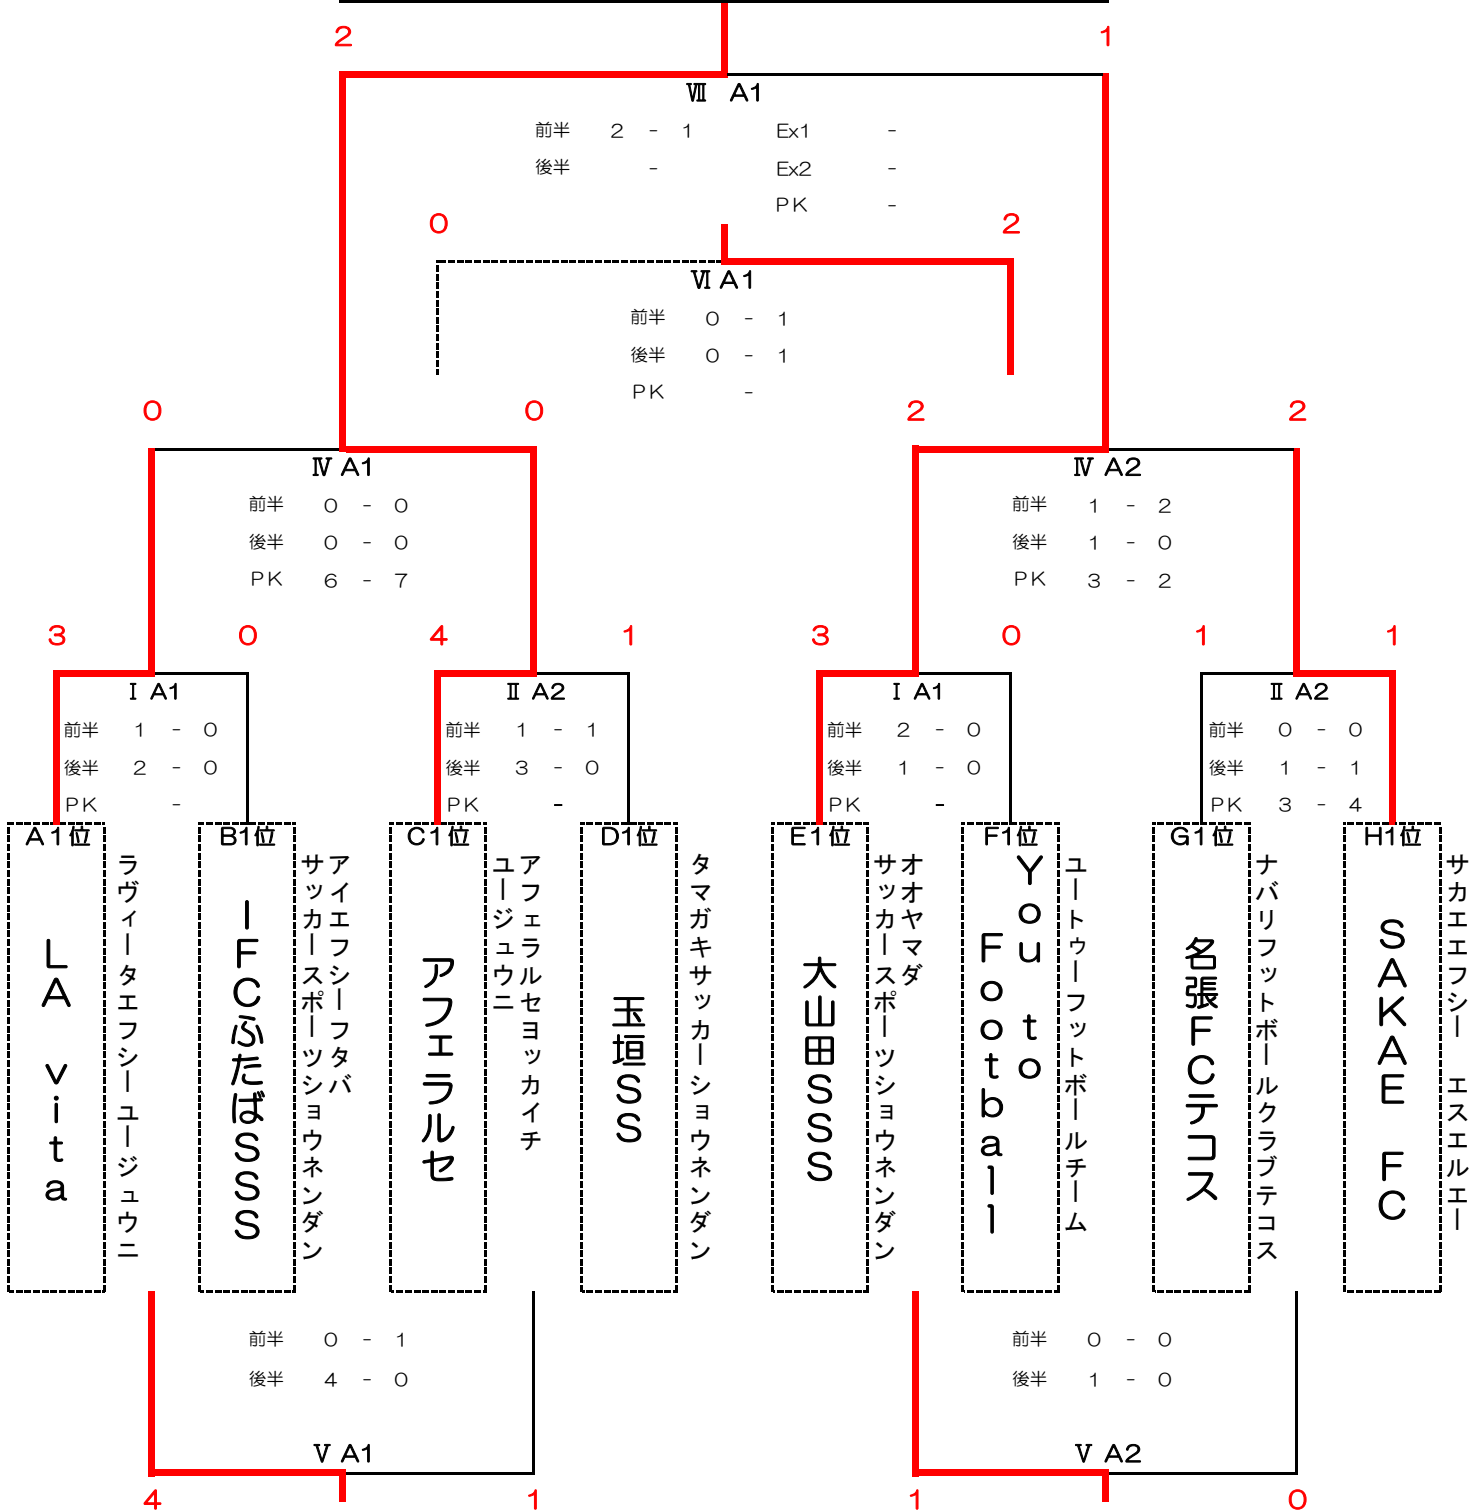 2 1
Ⅶ A1
前半 2 - 1 Ex1 -
後半 - Ex2 -
PK -
0 2
Ⅵ A1
前半 0 - 1
後半 0 - 1
PK -
0 0 2 2
Ⅳ A1 Ⅳ A2
前半 0 - 0 前半 1 - 2
後半 0 - 0 後半 1 - 0
PK 6 - 7 PK 3 - 2
3 0 4 1 3 0 1 1
Ⅰ A1 Ⅱ A2 Ⅰ A1 Ⅱ A2
前半 1 - 0 前半 1 - 1 前半 2 - 0 前半 0 - 0
後半 2 - 0 後半 3 - 0 後半 1 - 0 後半 1 - 1
PK - PK - PK - PK 3 - 4
A1位 B1位 C1位 D1位 E1位 F1位 G1位 H1位
LA vita
ラヴィータエフシーユージュウニ
IFCふたばSSS
アイエフシーフタバ
サッカースポーツショウネンダン
アフェラルセ
アフェラルセヨッカイチ
ユージュウニ
玉垣SS
タマガキサッカーショウネンダン
大山田SSS
オオヤマダ
サッカースポーツショウネンダン
You to
Football
ユートゥーフットボールチーム
名張FCテコス
ナバリフットボールクラブテコス
SAKAE FC
サカエエフシー エスエルエー
前半 0 - 1 前半 0 - 0
後半 4 - 0 後半 1 - 0
Ⅴ A1 Ⅴ A2
4 1 1 0